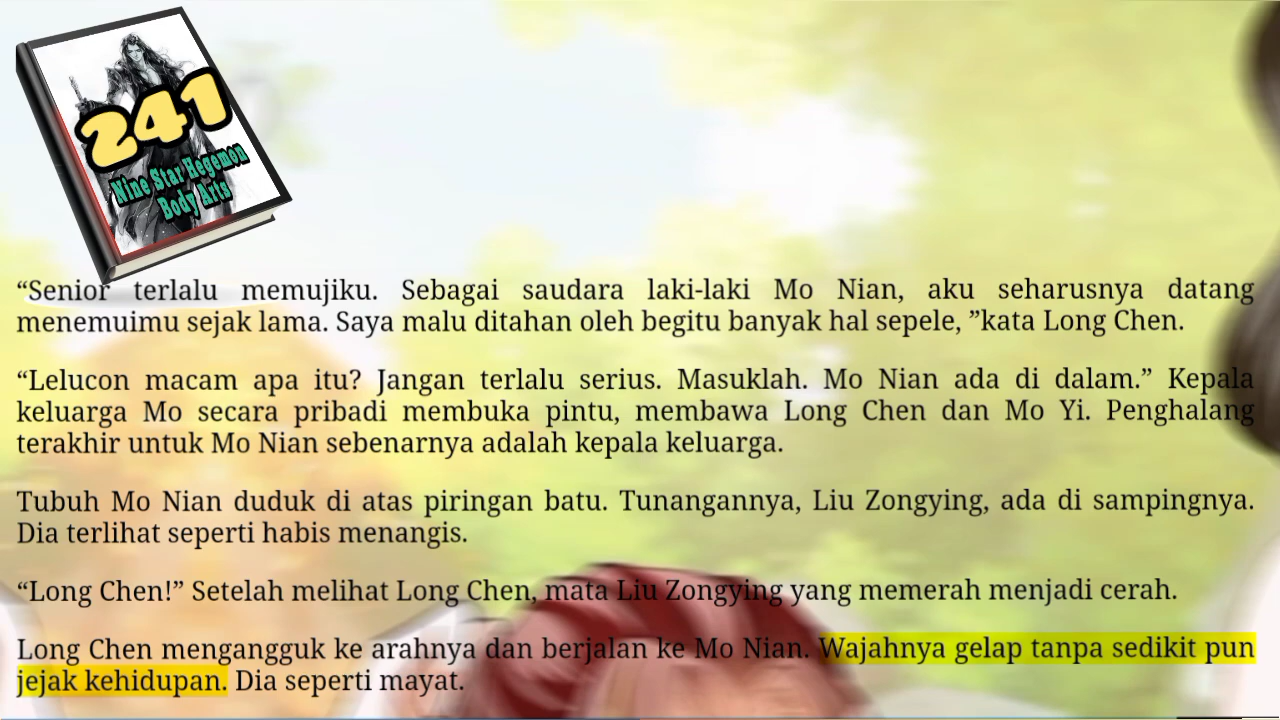 241
Nine Star Hegemon
Body Arts
“Senior terlalu memujiku. Sebagai saudara laki-laki Mo Nian, aku seharusnya datang
menemuimu sejak lama. Saya malu ditahan oleh begitu banyak hal sepele, ”kata Long Chen.
“Lelucon macam apa itu? Jangan terlalu serius. Masuklah. Mo Nian ada di dalam.” Kepala
keluarga Mo secara pribadi membuka pintu, membawa Long Chen dan Mo Yi. Penghalang
terakhir untuk Mo Nian sebenarnya adalah kepala keluarga.
Tubuh Mo Nian duduk di atas piringan batu. Tunangannya, Liu Zongying, ada di sampingnya.
Dia terlihat seperti habis menangis.
“Long Chen!” Setelah melihat Long Chen, mata Liu Zongying yang memerah menjadi cerah.
Long Chen mengangguk ke arahnya dan berjalan ke Mo Nian. Wajahnya gelap tanpa sedikit pun
jejak kehidupan. Dia seperti mayat.